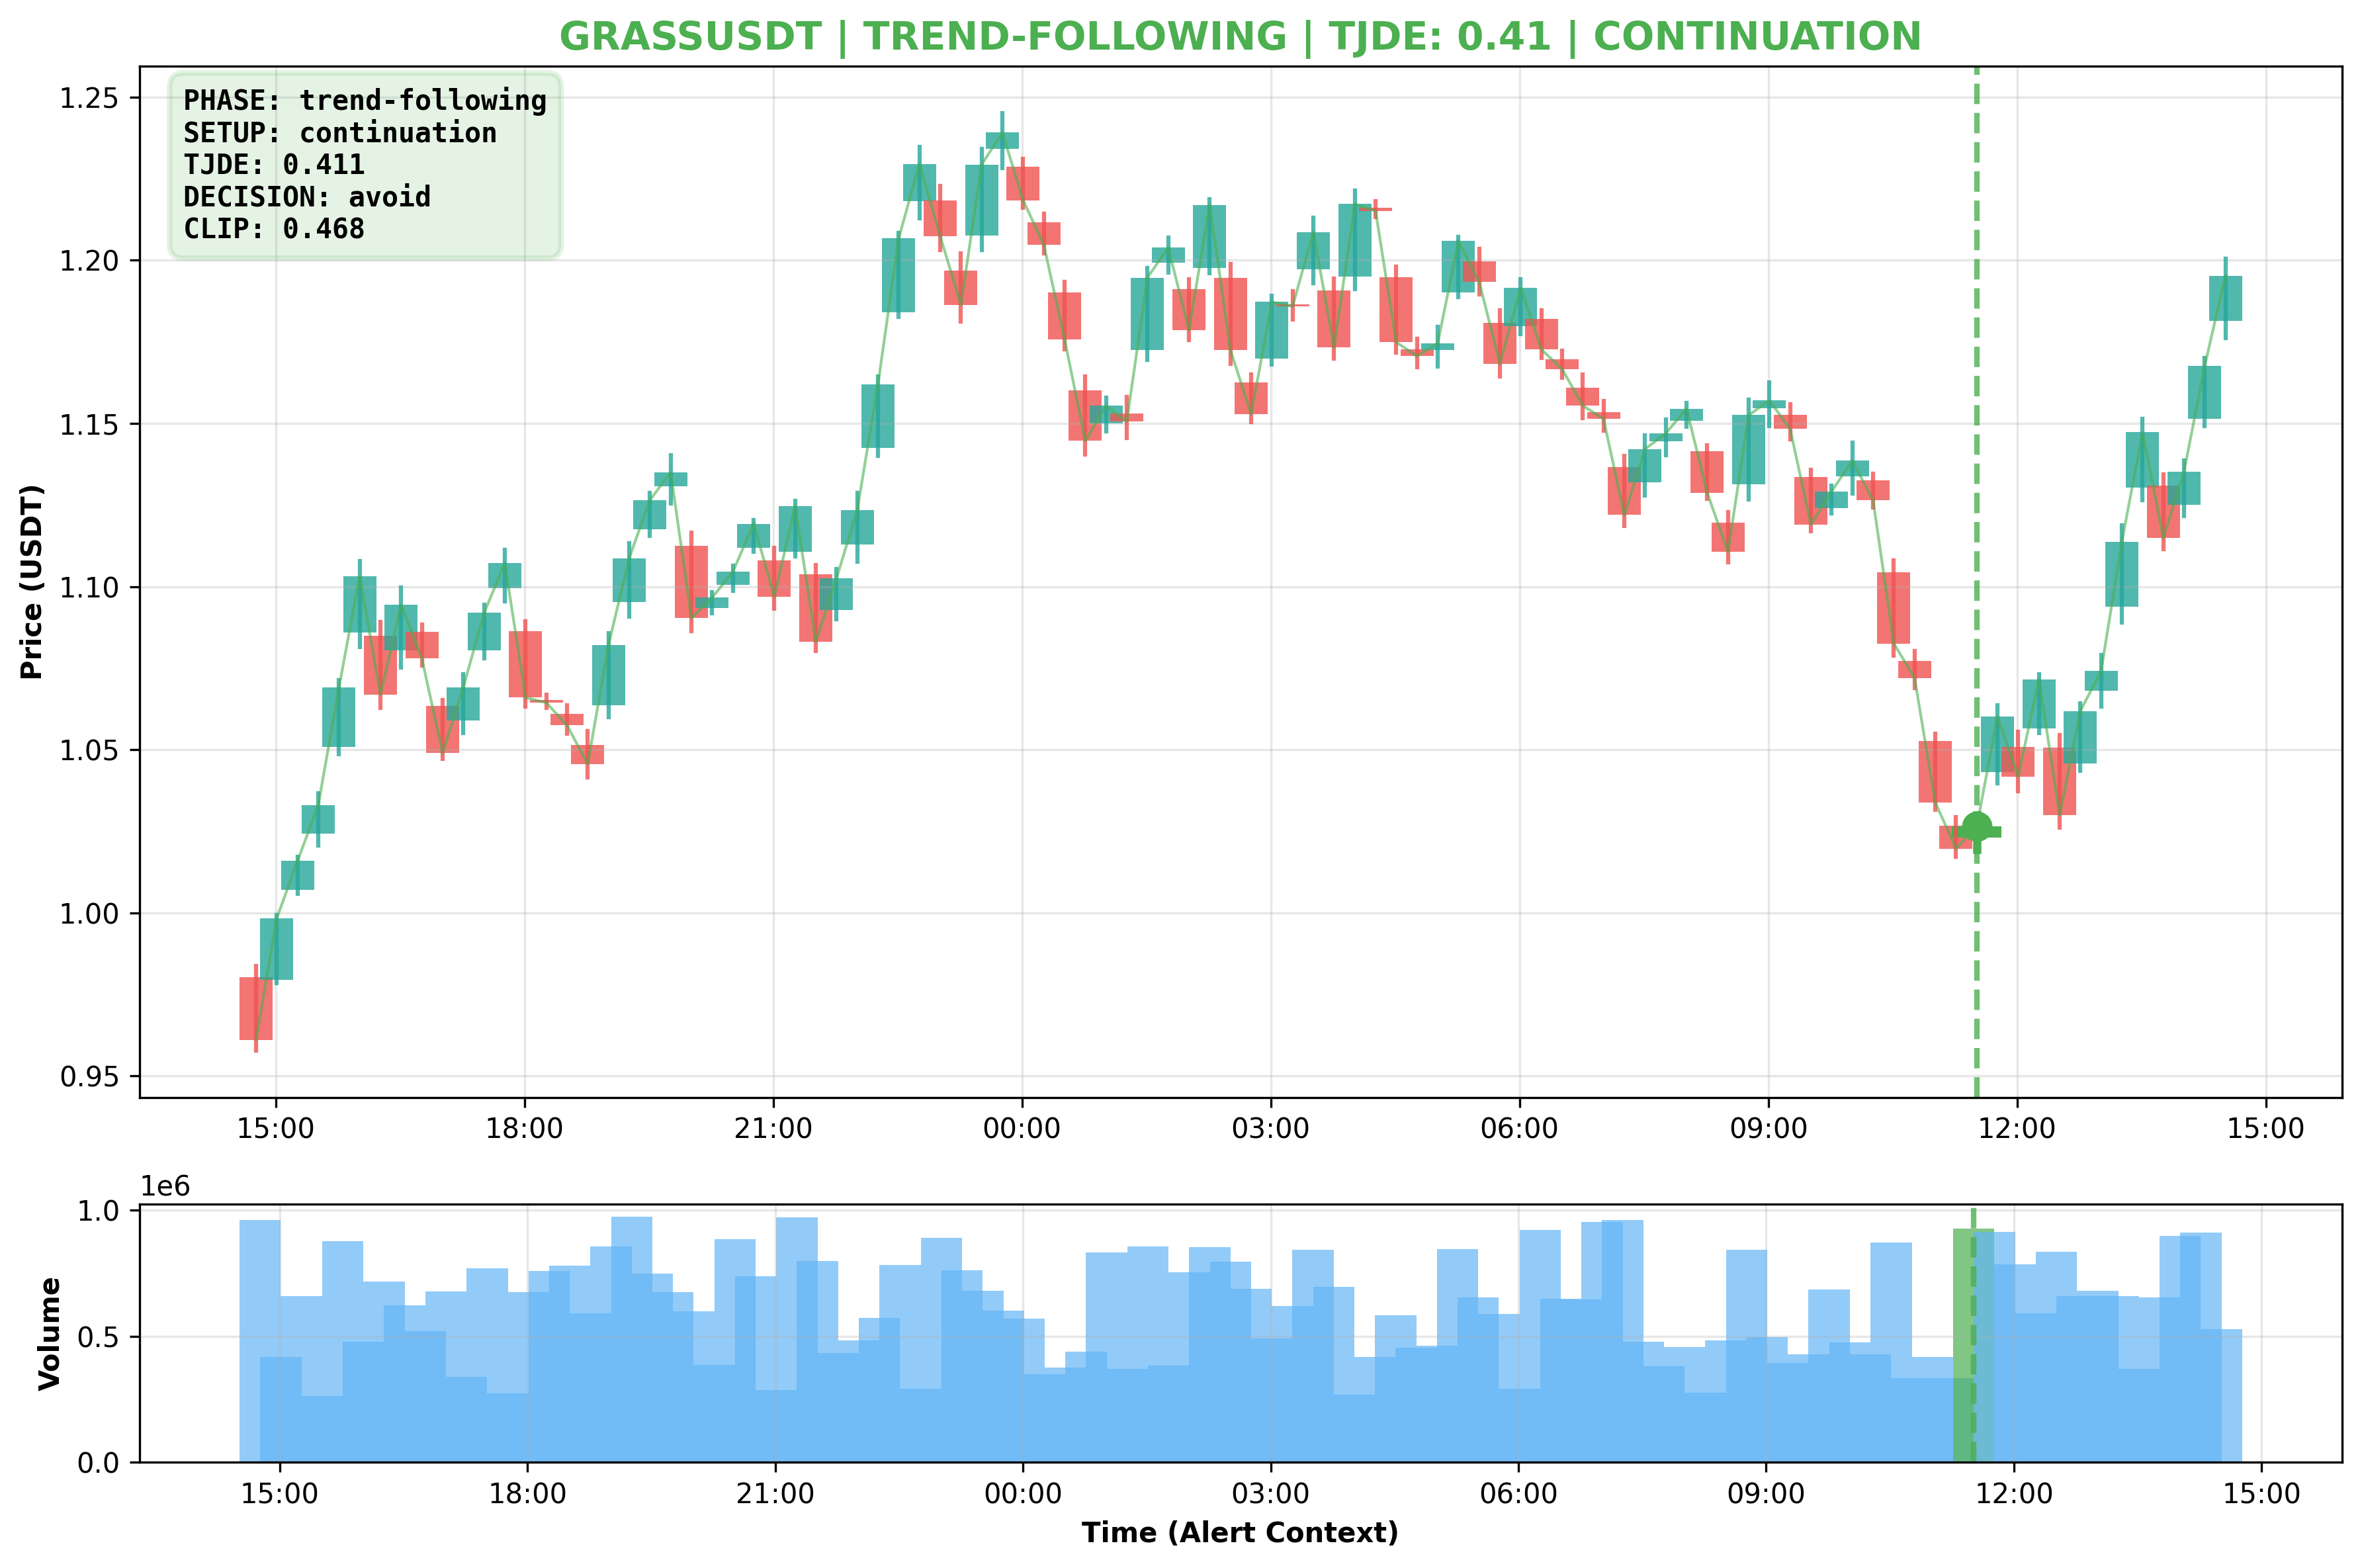 GRASSUSDT | TREND-FOLLOWING | TJDE: 0.41 | CONTINUATION
PHASE: trend-following
SETUP: continuation
TJDE: 0.411
DECISION: avoid
CLIP: 0.468
Price (USDT)
1.25
1.20
1.15
1.10
1.05
1.00
0.95
15:00 18:00 21:00 00:00 03:00 06:00 09:00 12:00 15:00
1e6
Volume
1.0
0.5
0.0
15:00 18:00 21:00 00:00 03:00 06:00 09:00 12:00 15:00
Time (Alert Context)